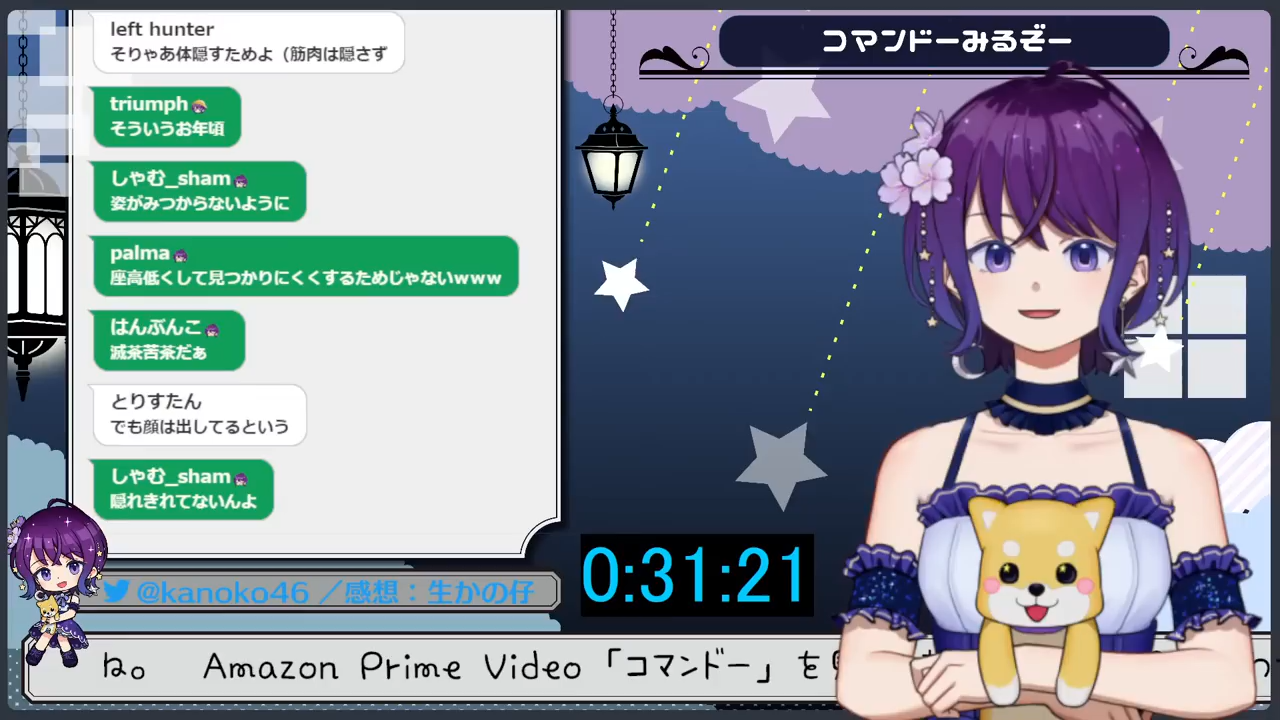 left hunter
そりゃあ体隠すためよ（筋肉は隠さず
triumph
そういうお年頃
しゃむ_sham
姿がみつからないように
palma
座高低くして見つかりにくくするためじゃないｗｗｗ
はんぶんこ
滅茶苦茶だぁ
とりすたん
でも顔は出してるという
しゃむ_sham
隠れきれてないんよ
コマンドーみるぞー
0:31:21
@kanoko46 ／感想：生かの仔
ね。 Amazon Prime Video「コマンドー」を